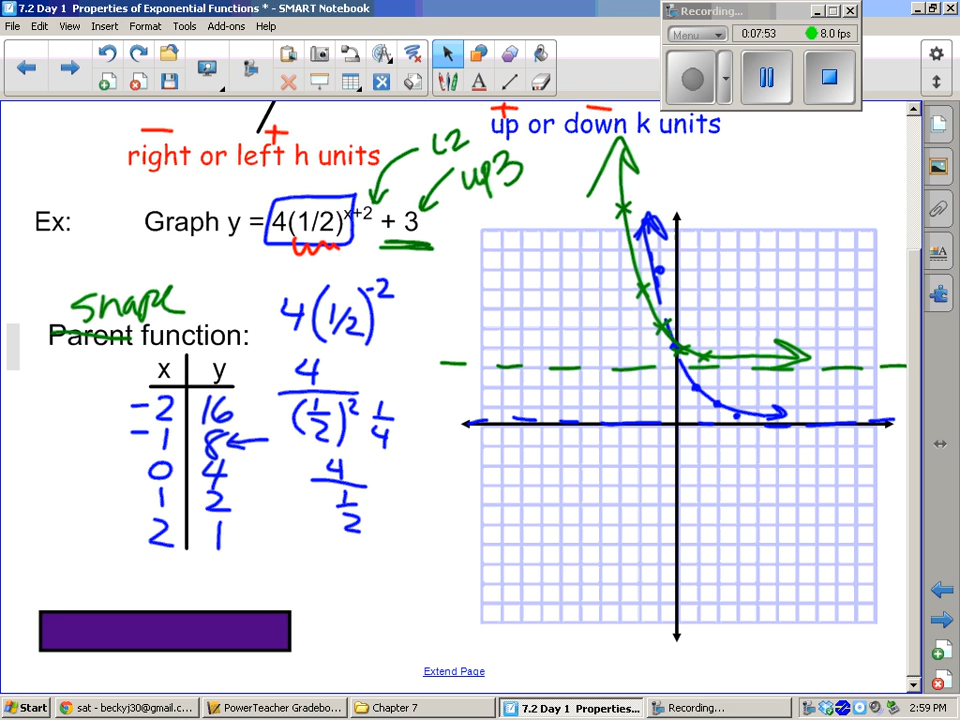 7.2 Day 1 Properties of Exponential Functions * - SMART Notebook
Recording...
File Edit View Insert Format Tools Add-ons Help
Menu 0:07:53 8.0 fps
− + + −
right or left h units
up or down k units
L2
up 3
Ex: Graph y = 4(1/2)^x+2 + 3
shape
Parent function:
4(1/2)^-2
x y
-2 16
-1 8
0 4
1 2
2 1
4
(1/2)^2 1/4
4
1
2
Extend Page
Start sat - beckyj30@gmail.c... PowerTeacher Gradebo... Chapter 7 7.2 Day 1 Properties... Recording... 2:59 PM